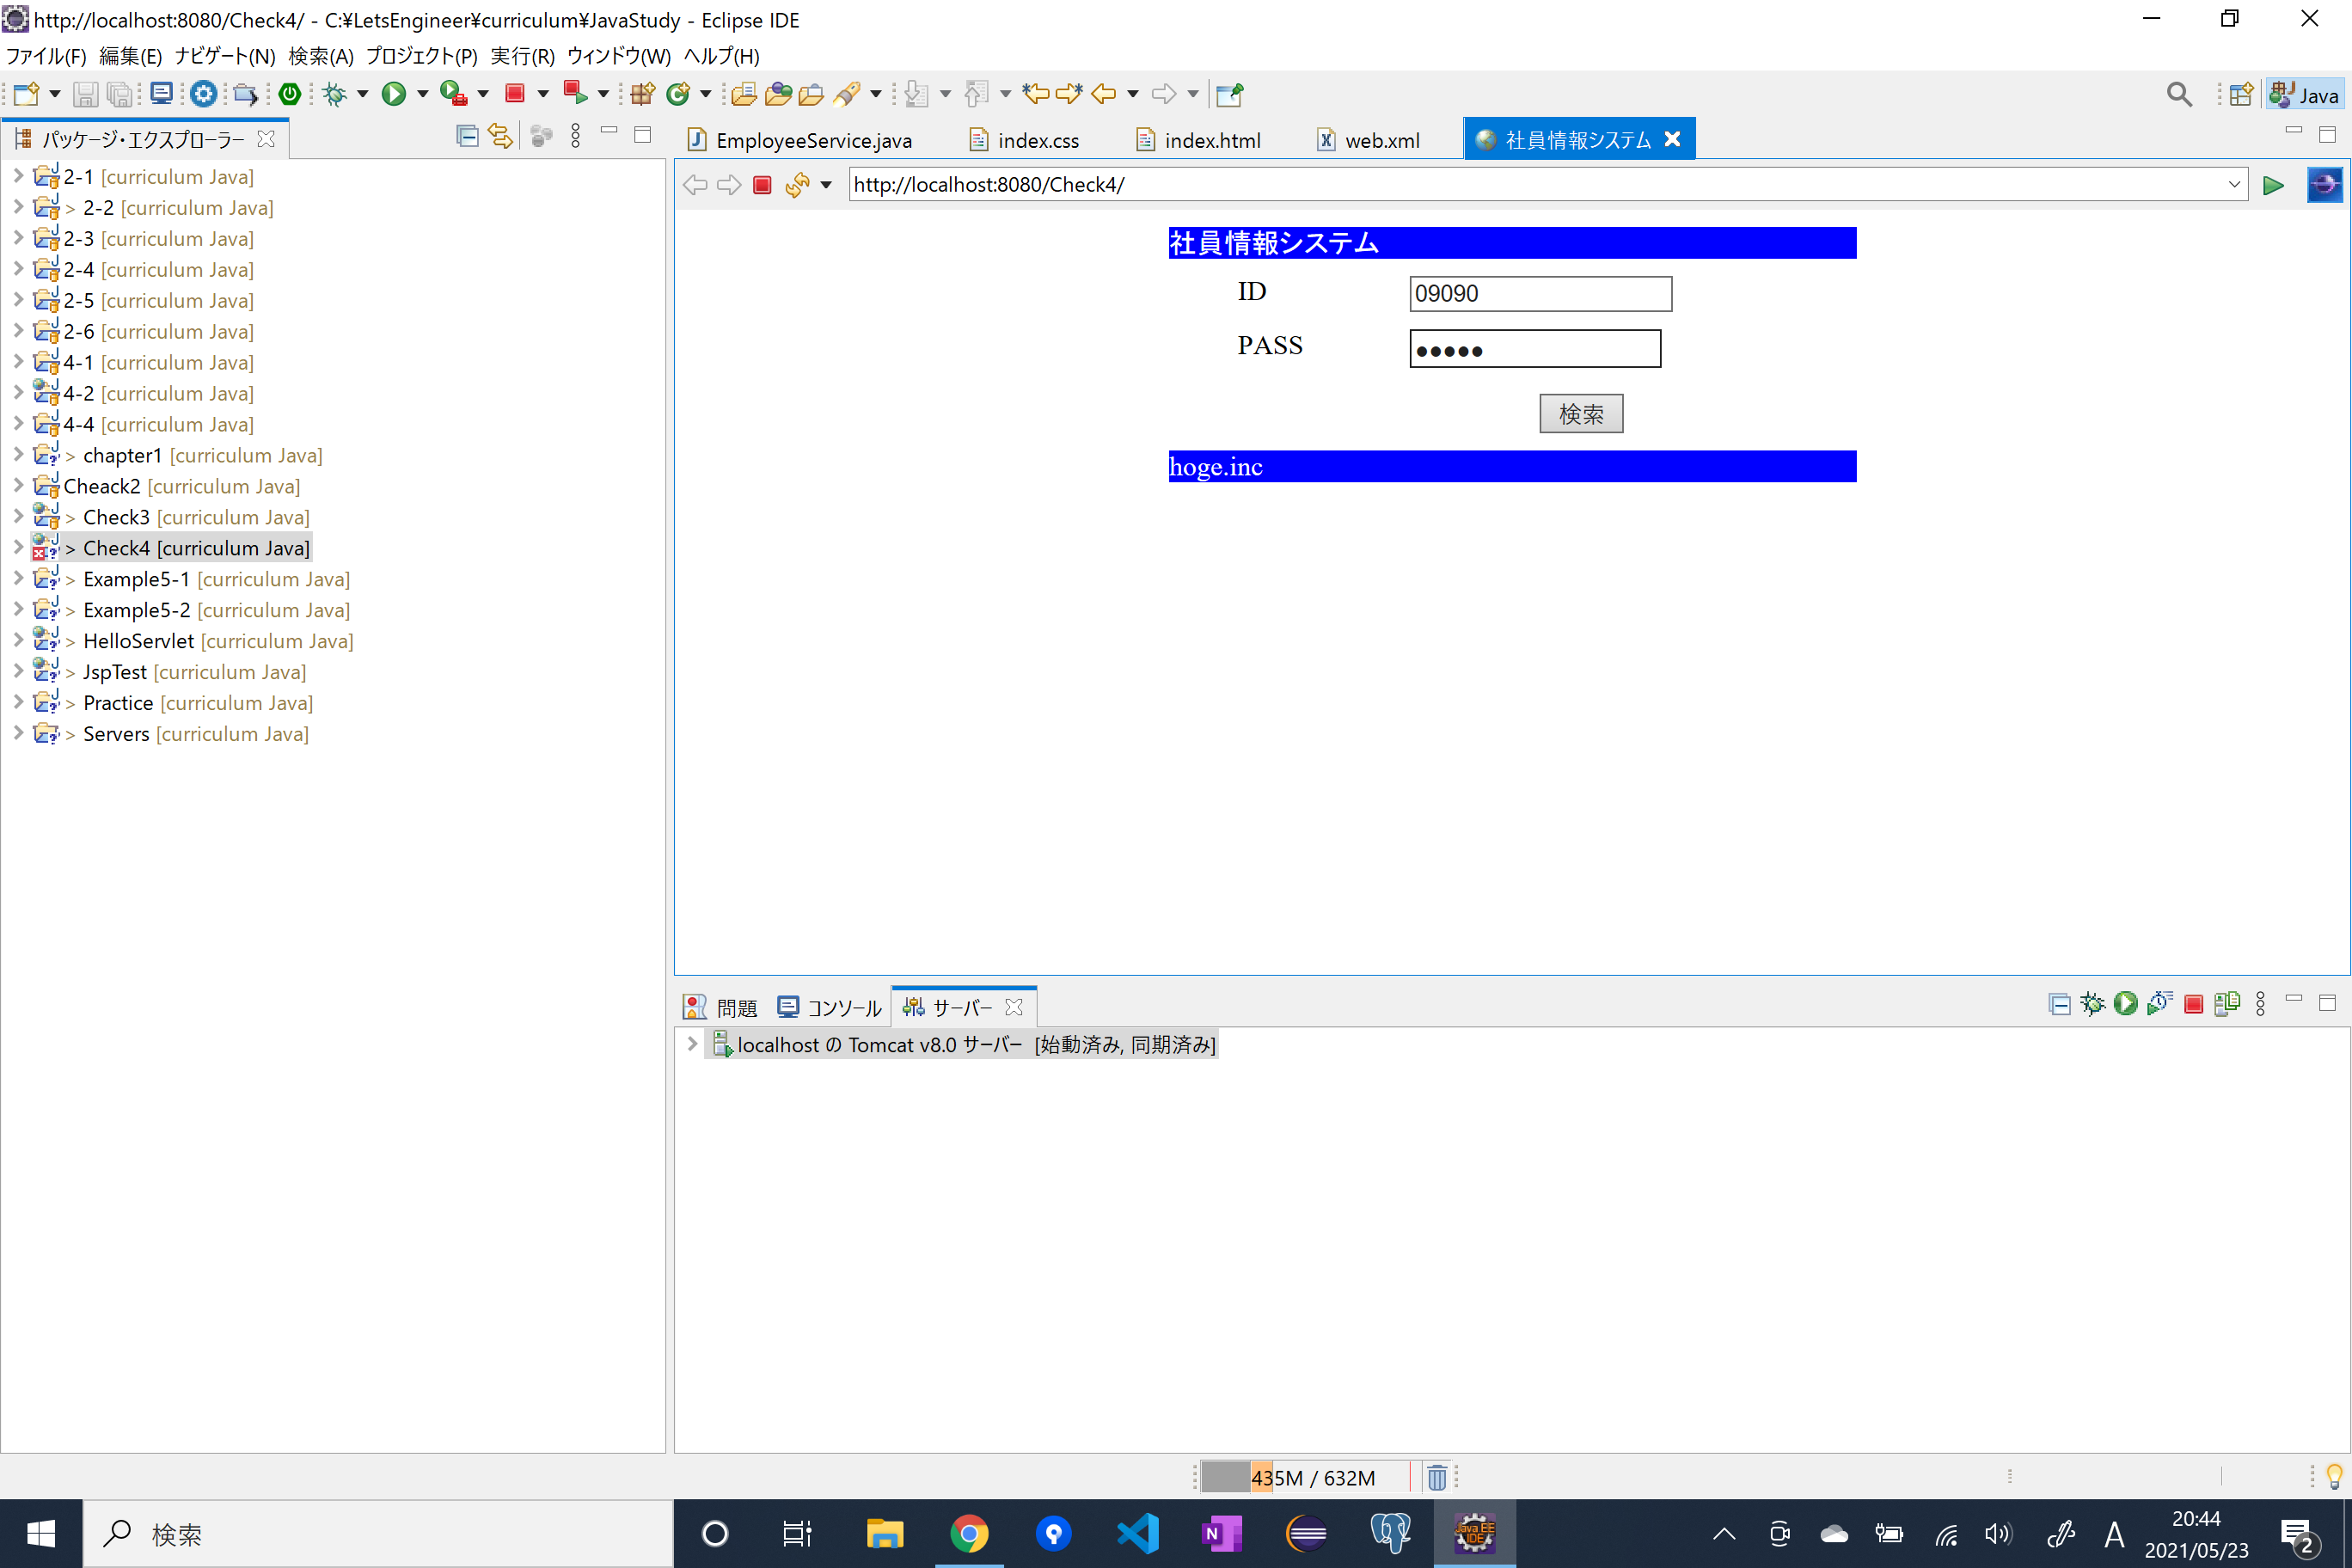 http://localhost:8080/Check4/ - C:¥LetsEngineer¥curriculum¥JavaStudy - Eclipse IDE
ファイル(F) 編集(E) ナビゲート(N) 検索(A) プロジェクト(P) 実行(R) ウィンドウ(W) ヘルプ(H)
Java
パッケージ・エクスプローラー
2-1 [curriculum Java]
> 2-2 [curriculum Java]
2-3 [curriculum Java]
2-4 [curriculum Java]
2-5 [curriculum Java]
2-6 [curriculum Java]
4-1 [curriculum Java]
4-2 [curriculum Java]
4-4 [curriculum Java]
> chapter1 [curriculum Java]
Cheack2 [curriculum Java]
> Check3 [curriculum Java]
> Check4 [curriculum Java]
> Example5-1 [curriculum Java]
> Example5-2 [curriculum Java]
> HelloServlet [curriculum Java]
> JspTest [curriculum Java]
> Practice [curriculum Java]
> Servers [curriculum Java]
EmployeeService.java index.css index.html web.xml 社員情報システム
http://localhost:8080/Check4/
社員情報システム
ID 09090
PASS ●●●●●
検索
hoge.inc
問題 コンソール サーバー
localhost の Tomcat v8.0 サーバー [始動済み, 同期済み]
435M / 632M
検索
N
Java EE IDE
A
20:44
2021/05/23
2